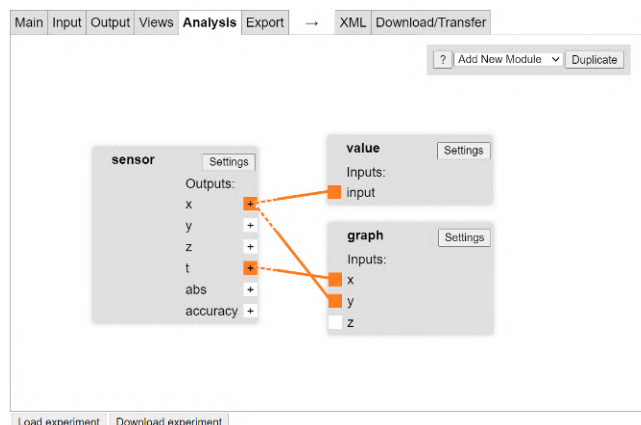 Main Input Output Views Analysis Export → XML Download/Transfer
? Add New Module Duplicate
sensor Settings
Outputs:
x +
y +
z +
t +
abs +
accuracy +
value Settings
Inputs:
input
graph Settings
Inputs:
x
y
z
Load experiment Download experiment